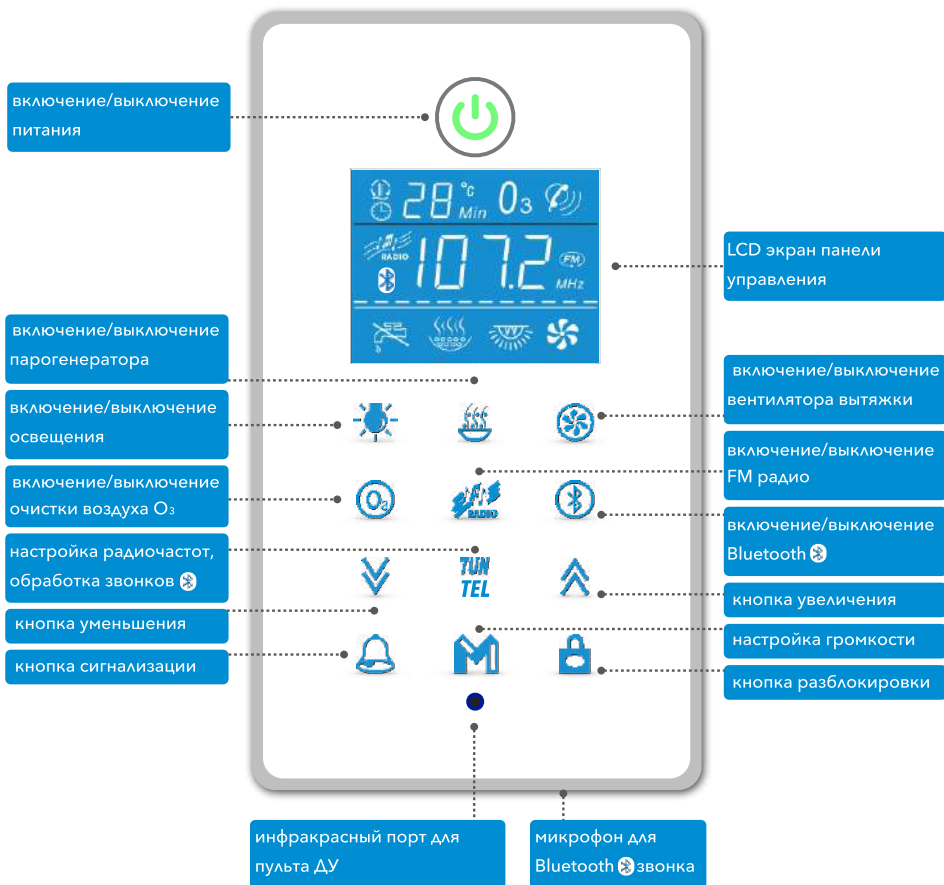 включение/выключение
питания
28 °C Min O3
RADIO 107.2 FM
MHz
LCD экран панели
управления
включение/выключение
парогенератора
включение/выключение
освещения
включение/выключение
очистки воздуха O₃
настройка радиочастот,
обработка звонков
кнопка уменьшения
кнопка сигнализации
O₃
RADIO
TUN
TEL
M
включение/выключение
вентилятора вытяжки
включение/выключение
FM радио
включение/выключение
Bluetooth
кнопка увеличения
настройка громкости
кнопка разблокировки
инфракрасный порт для
пульта ДУ
микрофон для
Bluetooth звонка